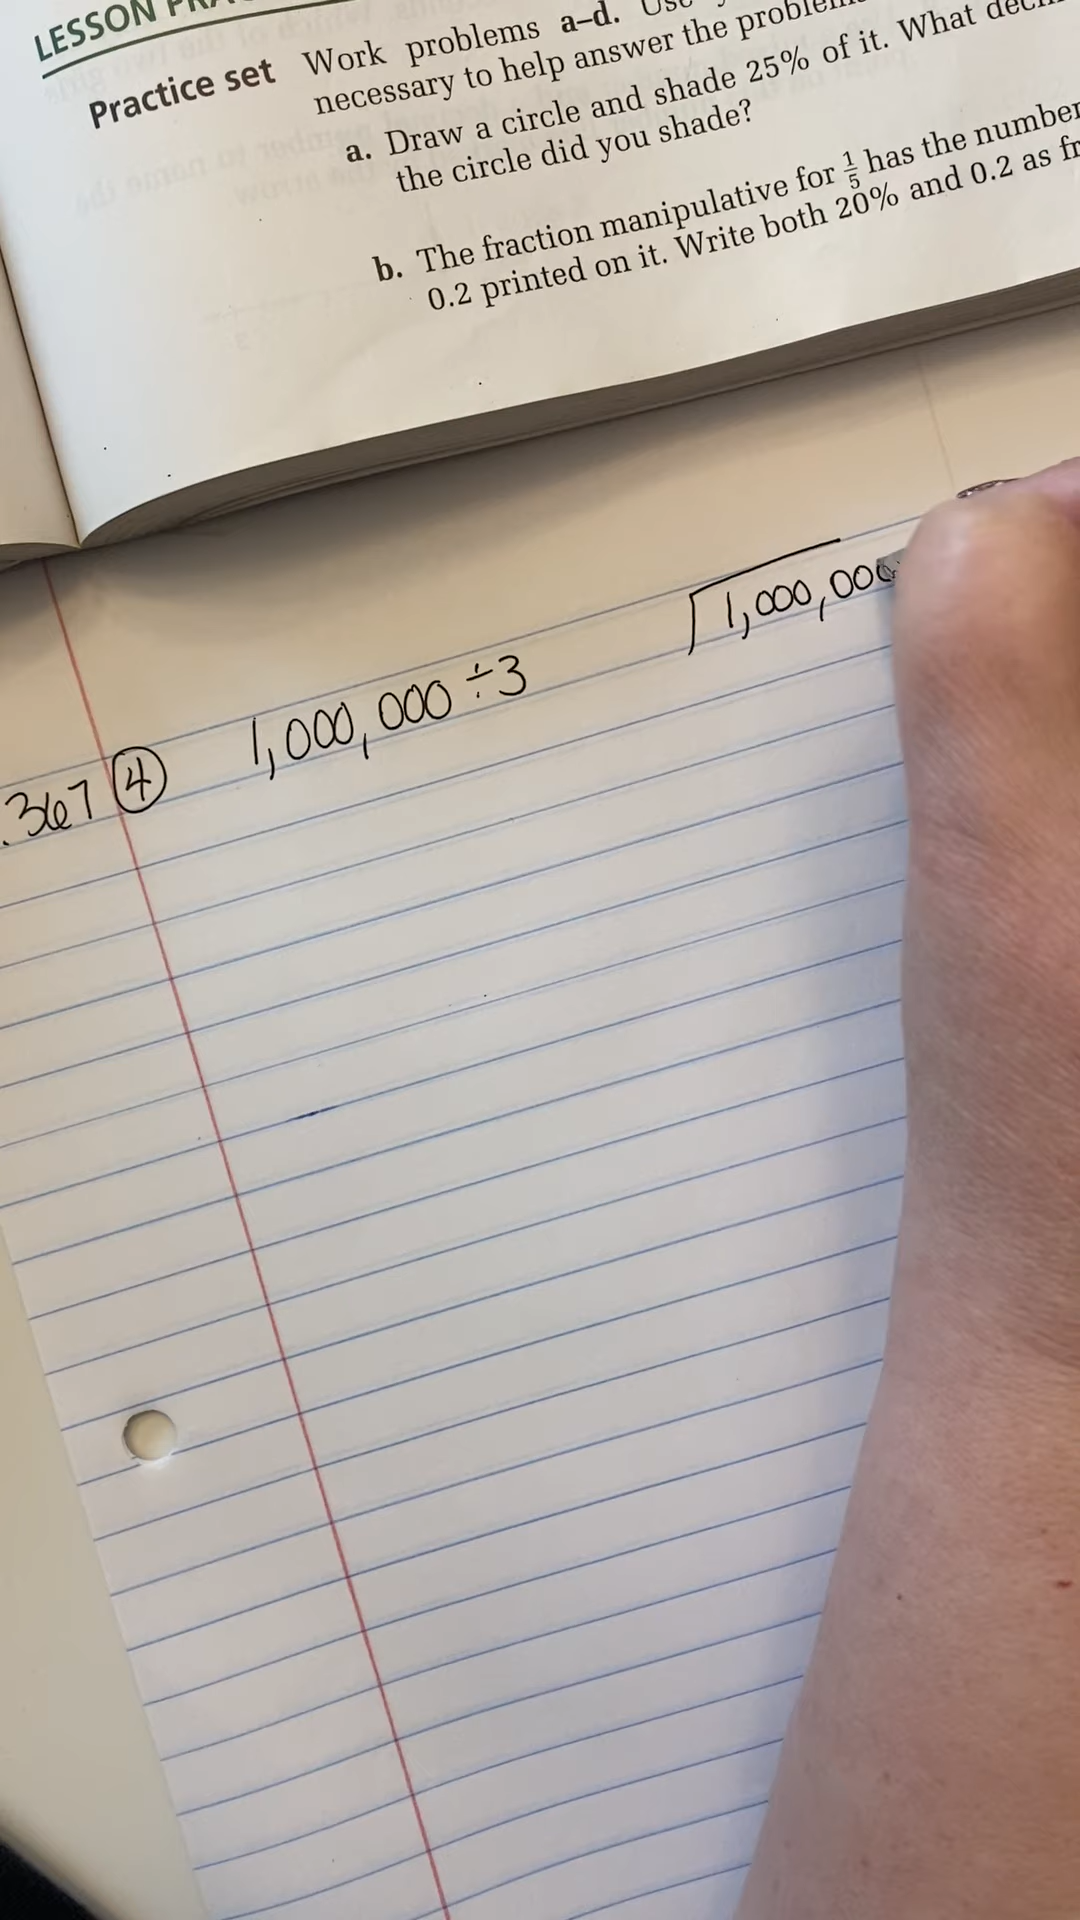 LESSON
Practice set Work problems a–d. Use
necessary to help answer the
a. Draw a circle and shade 25% of it. What
the circle did you shade?
b. The fraction manipulative for 1/5 has the number
0.2 printed on it. Write both 20% and 0.2 as
1,000,000
.367 ④ 1,000,000 ÷ 3